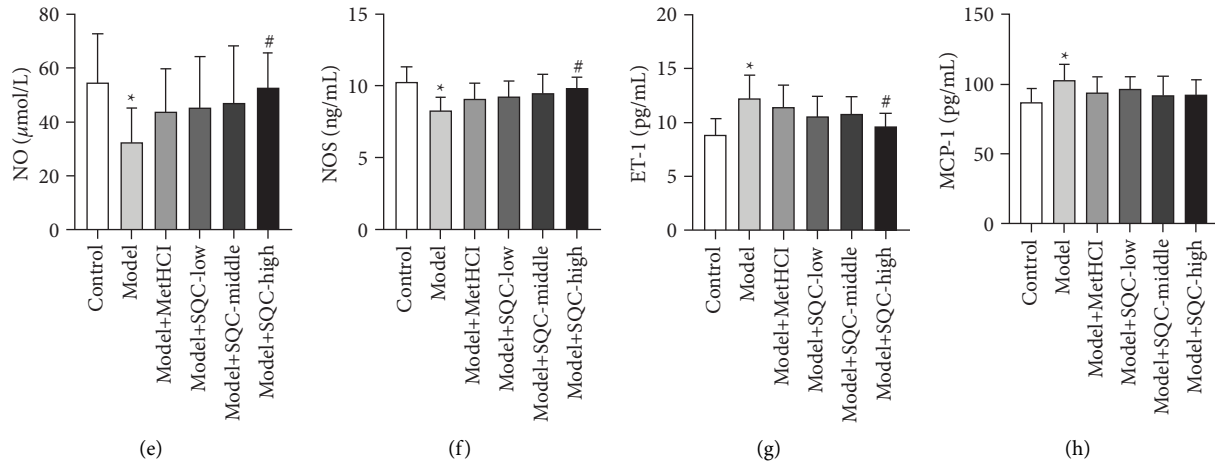 NO (μmol/L)
80
60
40
20
0
*
#
Control
Model
Model+MetHCI
Model+SQC-low
Model+SQC-middle
Model+SQC-high
(e)
NOS (ng/mL)
15
10
5
0
*
#
Control
Model
Model+MetHCI
Model+SQC-low
Model+SQC-middle
Model+SQC-high
(f)
ET-1 (pg/mL)
20
15
10
5
0
*
#
Control
Model
Model+MetHCI
Model+SQC-low
Model+SQC-middle
Model+SQC-high
(g)
MCP-1 (pg/mL)
150
100
50
0
*
Control
Model
Model+MetHCI
Model+SQC-low
Model+SQC-middle
Model+SQC-high
(h)